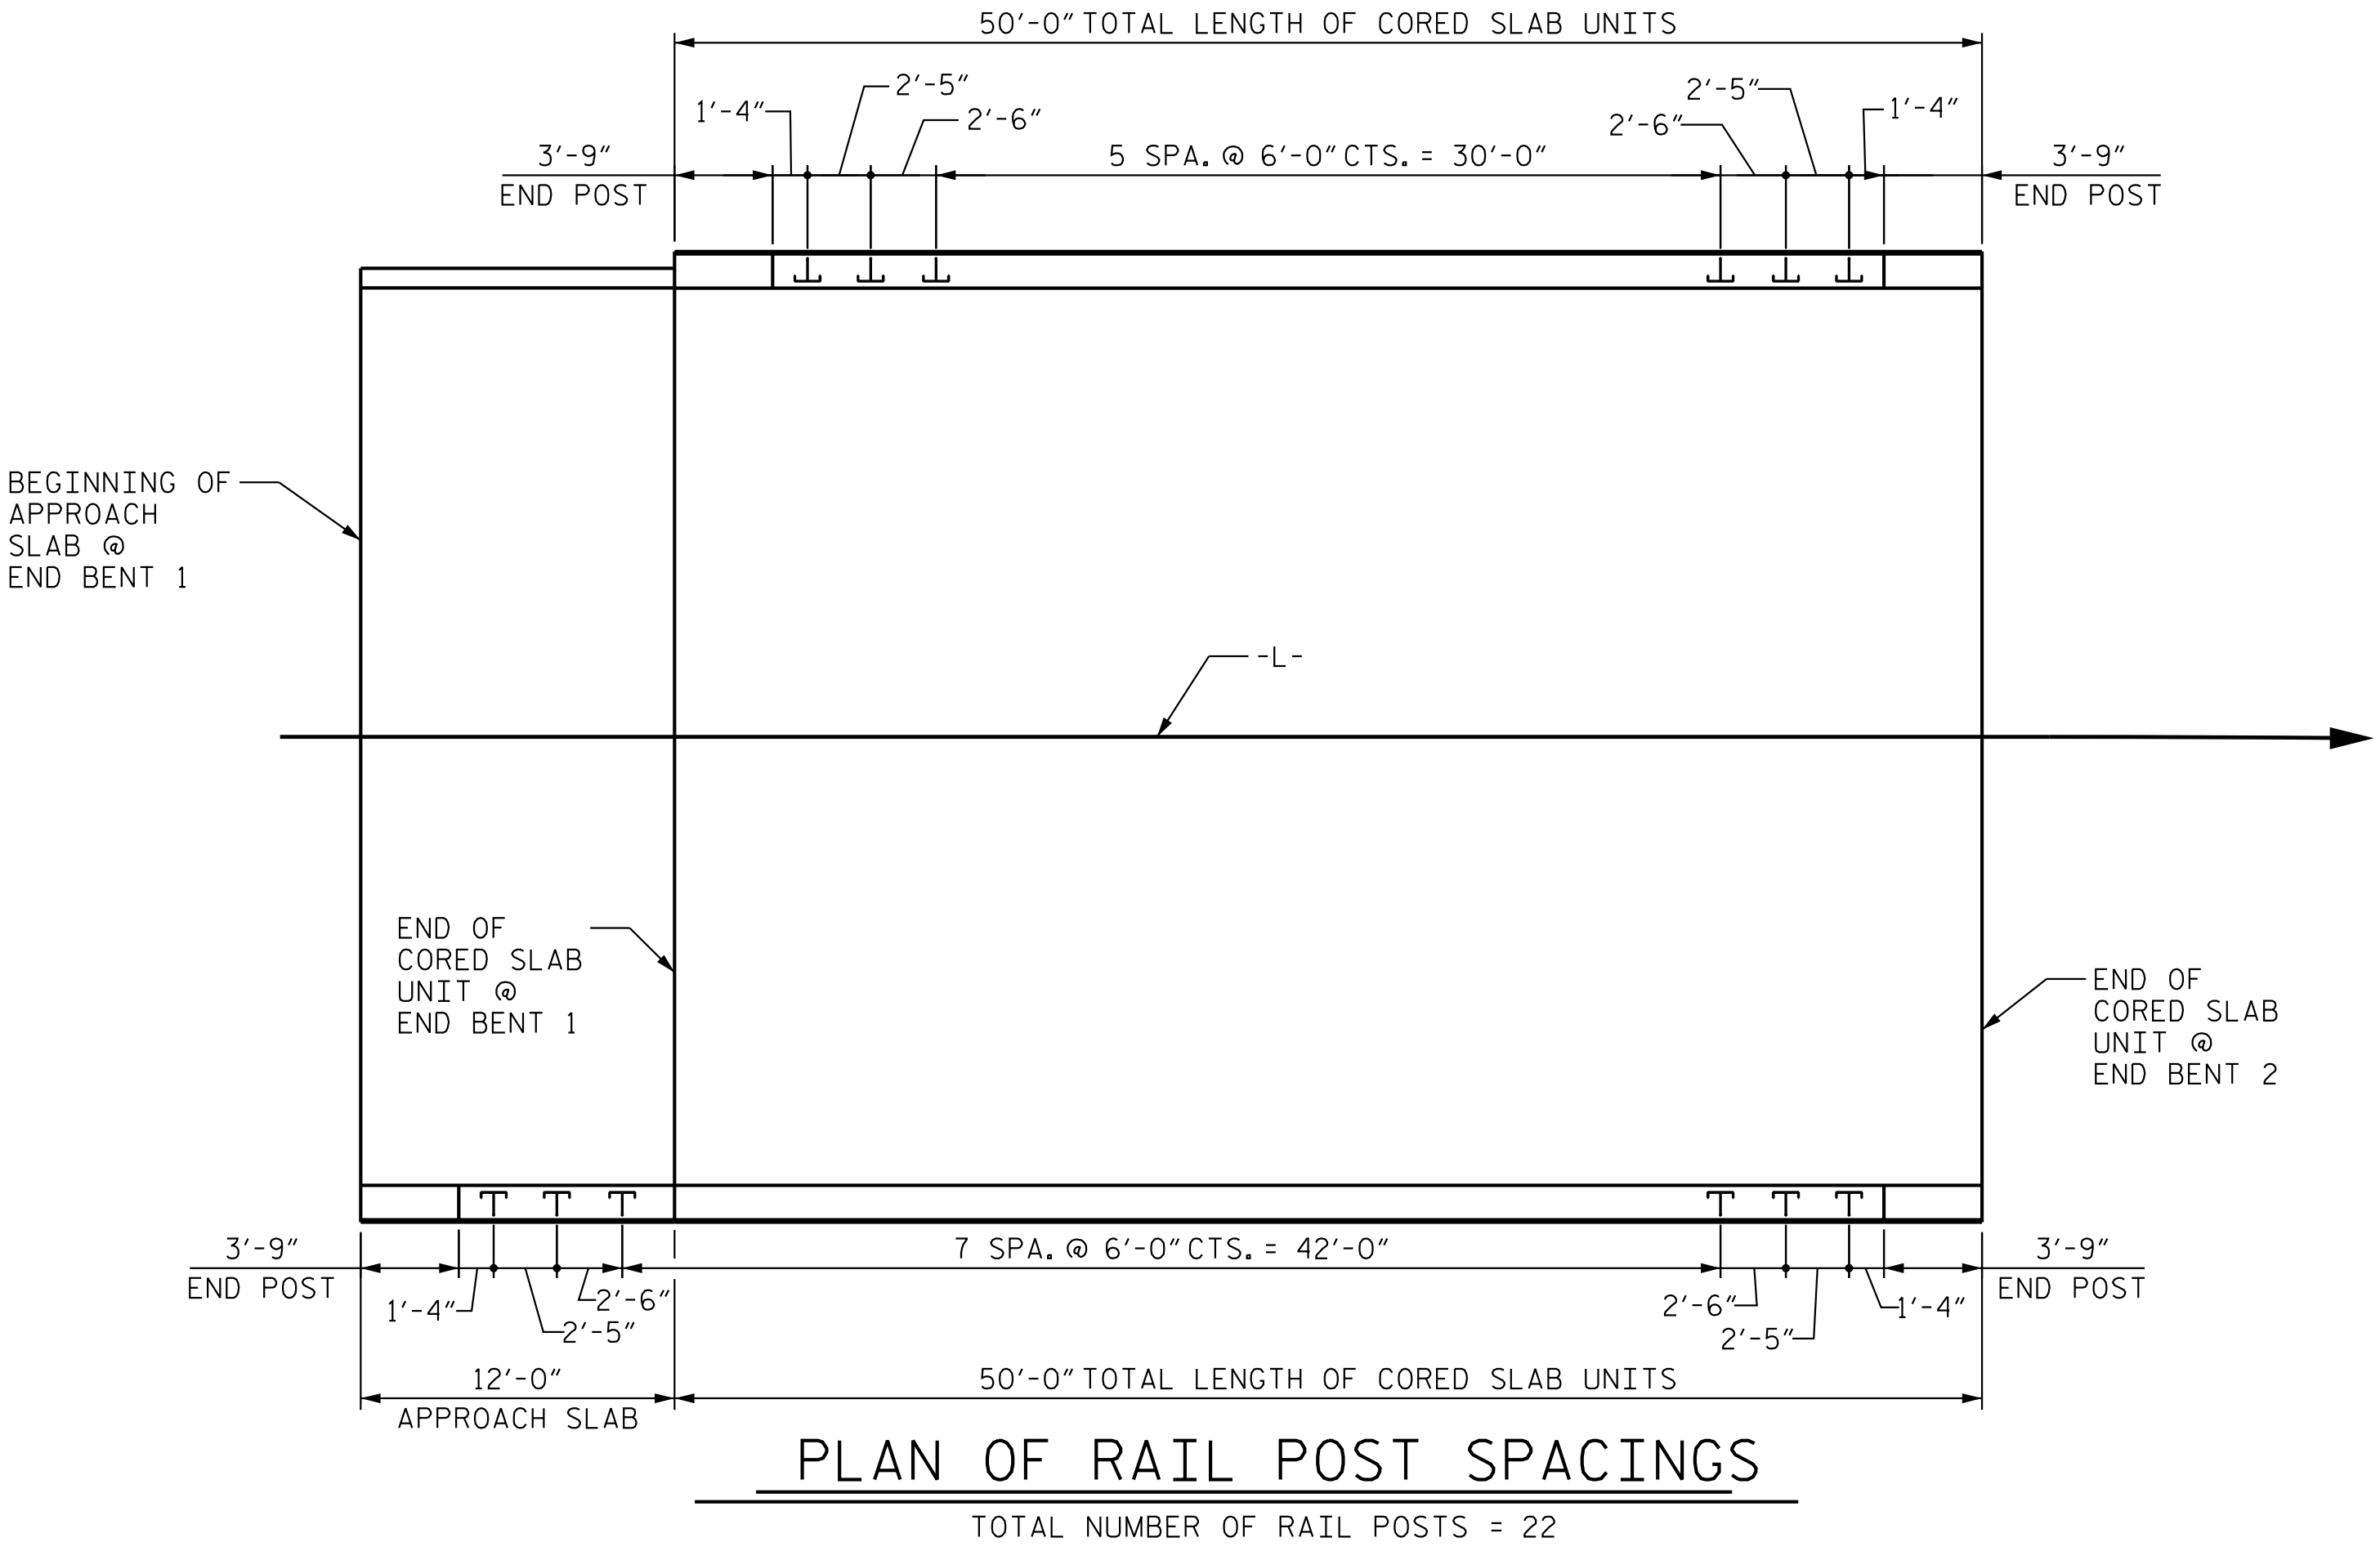 50'-0" TOTAL LENGTH OF CORED SLAB UNITS
2'-5"
2'-5"
1'-4"
1'-4"
2'-6"
2'-6"
3'-9"
END POST
5 SPA. @ 6'-0" CTS. = 30'-0"
3'-9"
END POST
BEGINNING OF
APPROACH
SLAB @
END BENT 1
-L-
END OF
CORED SLAB
UNIT @
END BENT 1
END OF
CORED SLAB
UNIT @
END BENT 2
3'-9"
END POST
7 SPA. @ 6'-0" CTS. = 42'-0"
3'-9"
END POST
1'-4"
2'-6"
2'-5"
2'-6"
1'-4"
2'-5"
12'-0"
APPROACH SLAB
50'-0" TOTAL LENGTH OF CORED SLAB UNITS
PLAN OF RAIL POST SPACINGS
TOTAL NUMBER OF RAIL POSTS = 22